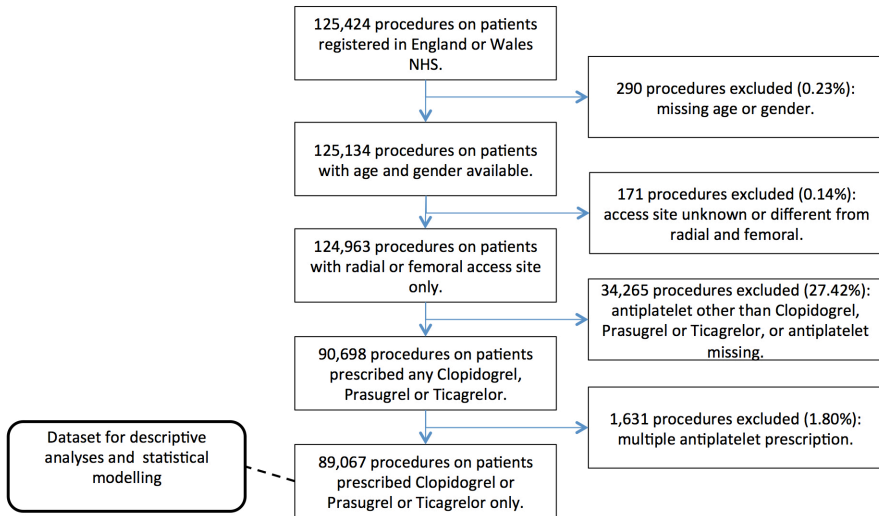 125,424 procedures on patients
registered in England or Wales
NHS.
290 procedures excluded (0.23%):
missing age or gender.
125,134 procedures on patients
with age and gender available.
171 procedures excluded (0.14%):
access site unknown or different from
radial and femoral.
124,963 procedures on patients
with radial or femoral access site
only.
34,265 procedures excluded (27.42%):
antiplatelet other than Clopidogrel,
Prasugrel or Ticagrelor, or antiplatelet
missing.
90,698 procedures on patients
prescribed any Clopidogrel,
Prasugrel or Ticagrelor.
1,631 procedures excluded (1.80%):
multiple antiplatelet prescription.
Dataset for descriptive
analyses and statistical
modelling
89,067 procedures on patients
prescribed Clopidogrel or
Prasugrel or Ticagrelor only.